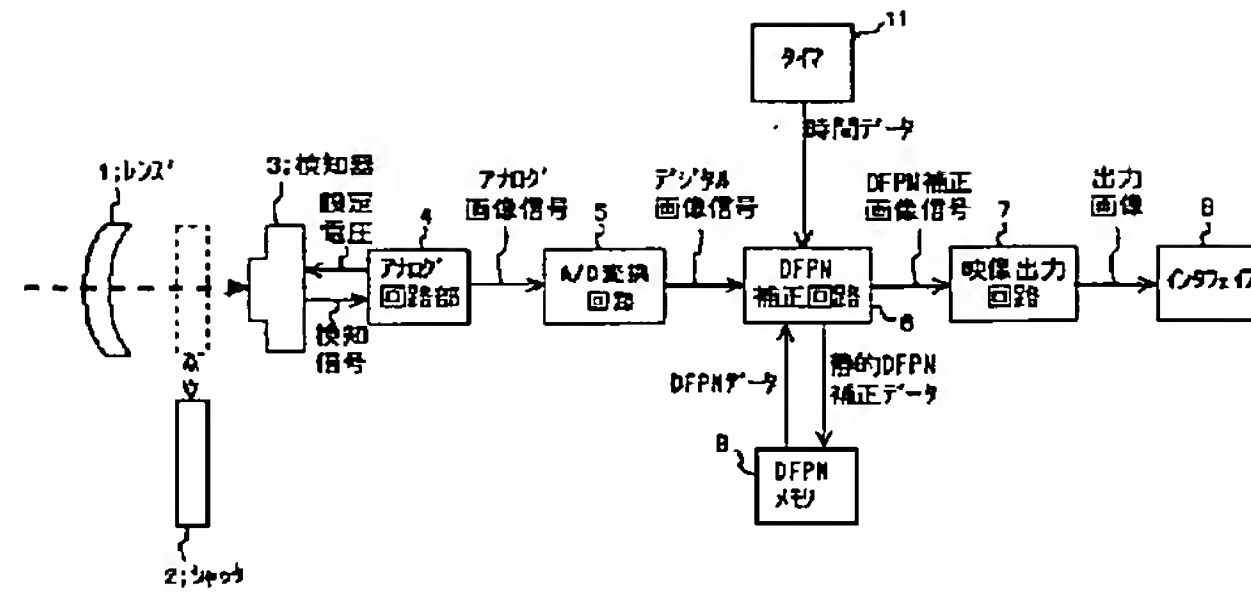 11
タイマ
時間データ
1;レンズ
3;検知器
設定
電圧
4
アナログ
回路部
検知
信号
アナログ
画像信号
5
A/D変換
回路
デジタル
画像信号
DFPN
補正回路
6
DFPN補正
画像信号
7
映像出力
回路
出力
画像
8
インタフェイス
DFPNデータ
静的DFPN
補正データ
DFPN
メモリ
2;シャッタ